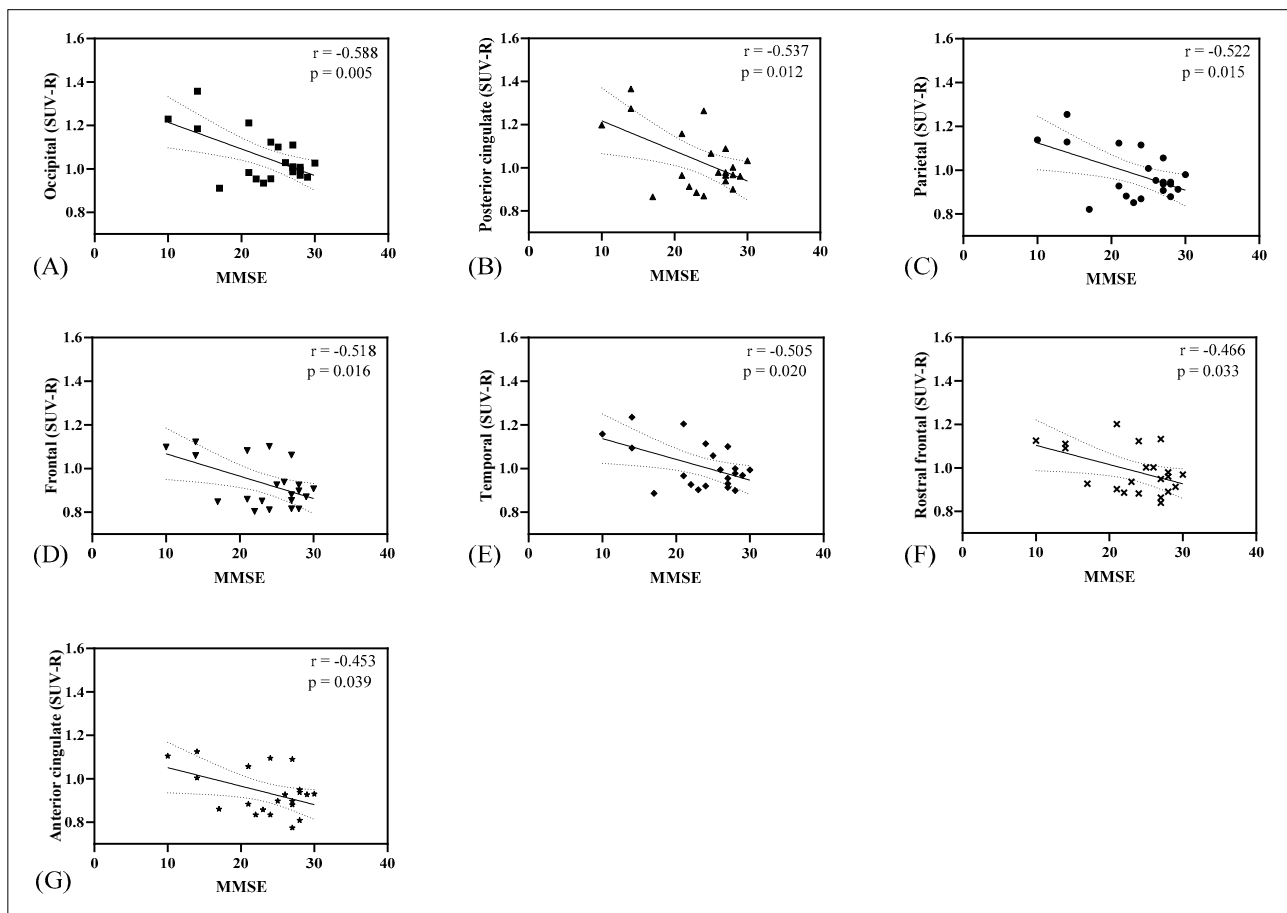 1.6
1.4
1.2
1.0
0.8
Occipital (SUV-R)
r = -0.588
p = 0.005
0 10 20 30 40
MMSE
(A)
1.6
1.4
1.2
1.0
0.8
Posterior cingulate (SUV-R)
r = -0.537
p = 0.012
0 10 20 30 40
MMSE
(B)
1.6
1.4
1.2
1.0
0.8
Parietal (SUV-R)
r = -0.522
p = 0.015
0 10 20 30 40
MMSE
(C)
1.6
1.4
1.2
1.0
0.8
Frontal (SUV-R)
r = -0.518
p = 0.016
0 10 20 30 40
MMSE
(D)
1.6
1.4
1.2
1.0
0.8
Temporal (SUV-R)
r = -0.505
p = 0.020
0 10 20 30 40
MMSE
(E)
1.6
1.4
1.2
1.0
0.8
Rostral frontal (SUV-R)
r = -0.466
p = 0.033
0 10 20 30 40
MMSE
(F)
1.6
1.4
1.2
1.0
0.8
Anterior cingulate (SUV-R)
r = -0.453
p = 0.039
0 10 20 30 40
MMSE
(G)